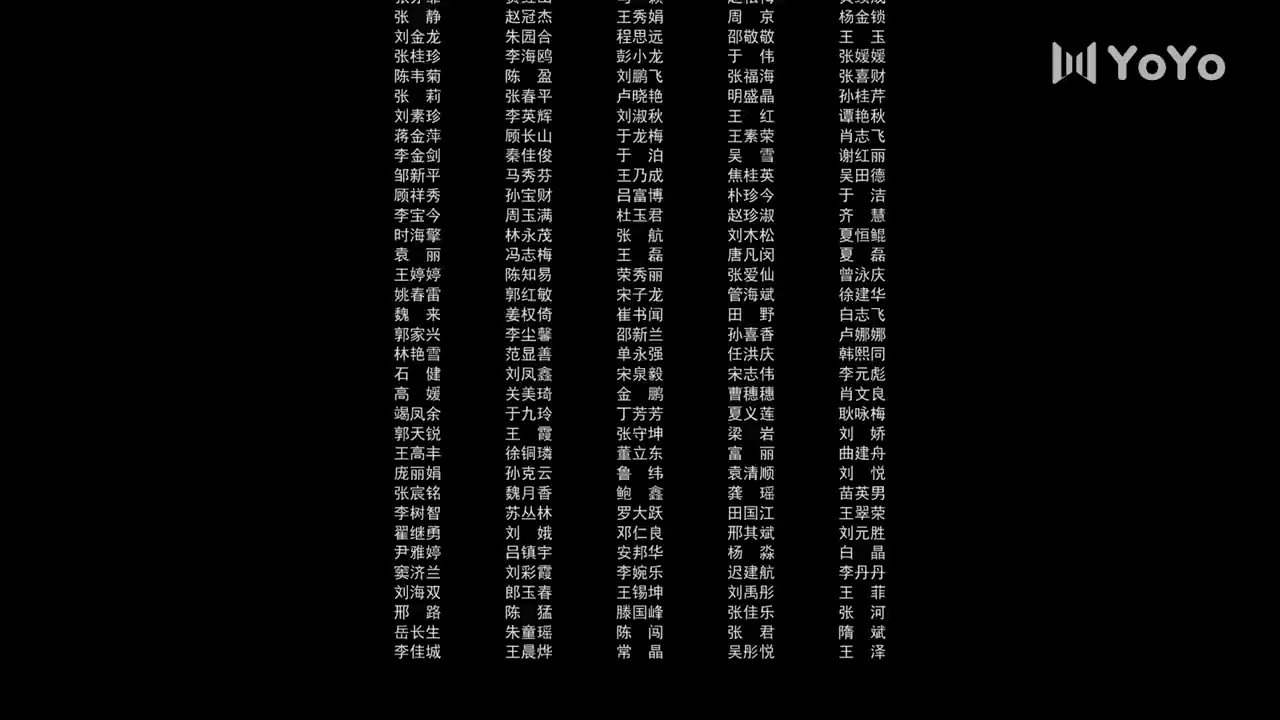 YoYo
张　静　赵冠杰　王秀娟　周　京　杨金锁
刘金龙　朱园合　程思远　邵敬敬　王　玉
张桂珍　李海鸥　彭小龙　于　伟　张媛媛
陈韦菊　陈　盈　刘鹏飞　张福海　张喜财
张　莉　张春平　卢晓艳　明盛晶　孙桂芹
刘素珍　李英辉　刘淑秋　王　红　谭艳秋
蒋金萍　顾长山　于龙梅　王素荣　肖志飞
李金剑　秦佳俊　于　泊　吴　雪　谢红丽
邹新平　马秀芬　王乃成　焦桂英　吴田德
顾祥秀　孙宝财　吕富博　朴珍今　于　洁
李宝今　周玉满　杜玉君　赵珍淑　齐　慧
时海擎　林永茂　张　航　刘木松　夏恒鲲
袁　丽　冯志梅　王　磊　唐凡闵　夏　磊
王婷婷　陈知易　荣秀丽　张爱仙　曾泳庆
姚春雷　郭红敏　宋子龙　管海斌　徐建华
魏　来　姜权倚　崔书闻　田　野　白志飞
郭家兴　李尘馨　邵新兰　孙喜香　卢娜娜
林艳雪　范显善　单永强　任洪庆　韩熙同
石　健　刘凤鑫　宋泉毅　宋志伟　李元彪
高　媛　关美琦　金　鹏　曹穗穗　肖文良
竭凤余　于九玲　丁芳芳　夏义莲　耿咏梅
郭天锐　王　霞　张守坤　梁　岩　刘　娇
王高丰　徐铜璘　董立东　富　丽　曲建舟
庞丽娟　孙克云　鲁　纬　袁清顺　刘　悦
张宸铭　魏月香　鲍　鑫　龚　瑶　苗英男
李树智　苏丛林　罗大跃　田国江　王翠荣
翟继勇　刘　娥　邓仁良　邢其斌　刘元胜
尹雅婷　吕镇宇　安邦华　杨　淼　白　晶
窦济兰　刘彩霞　李婉乐　迟建航　李丹丹
刘海双　郎玉春　王锡坤　刘禹彤　王　菲
邢　路　陈　猛　滕国峰　张佳乐　张　河
岳长生　朱童瑶　陈　闯　张　君　隋　斌
李佳城　王晨烨　常　晶　吴彤悦　王　泽